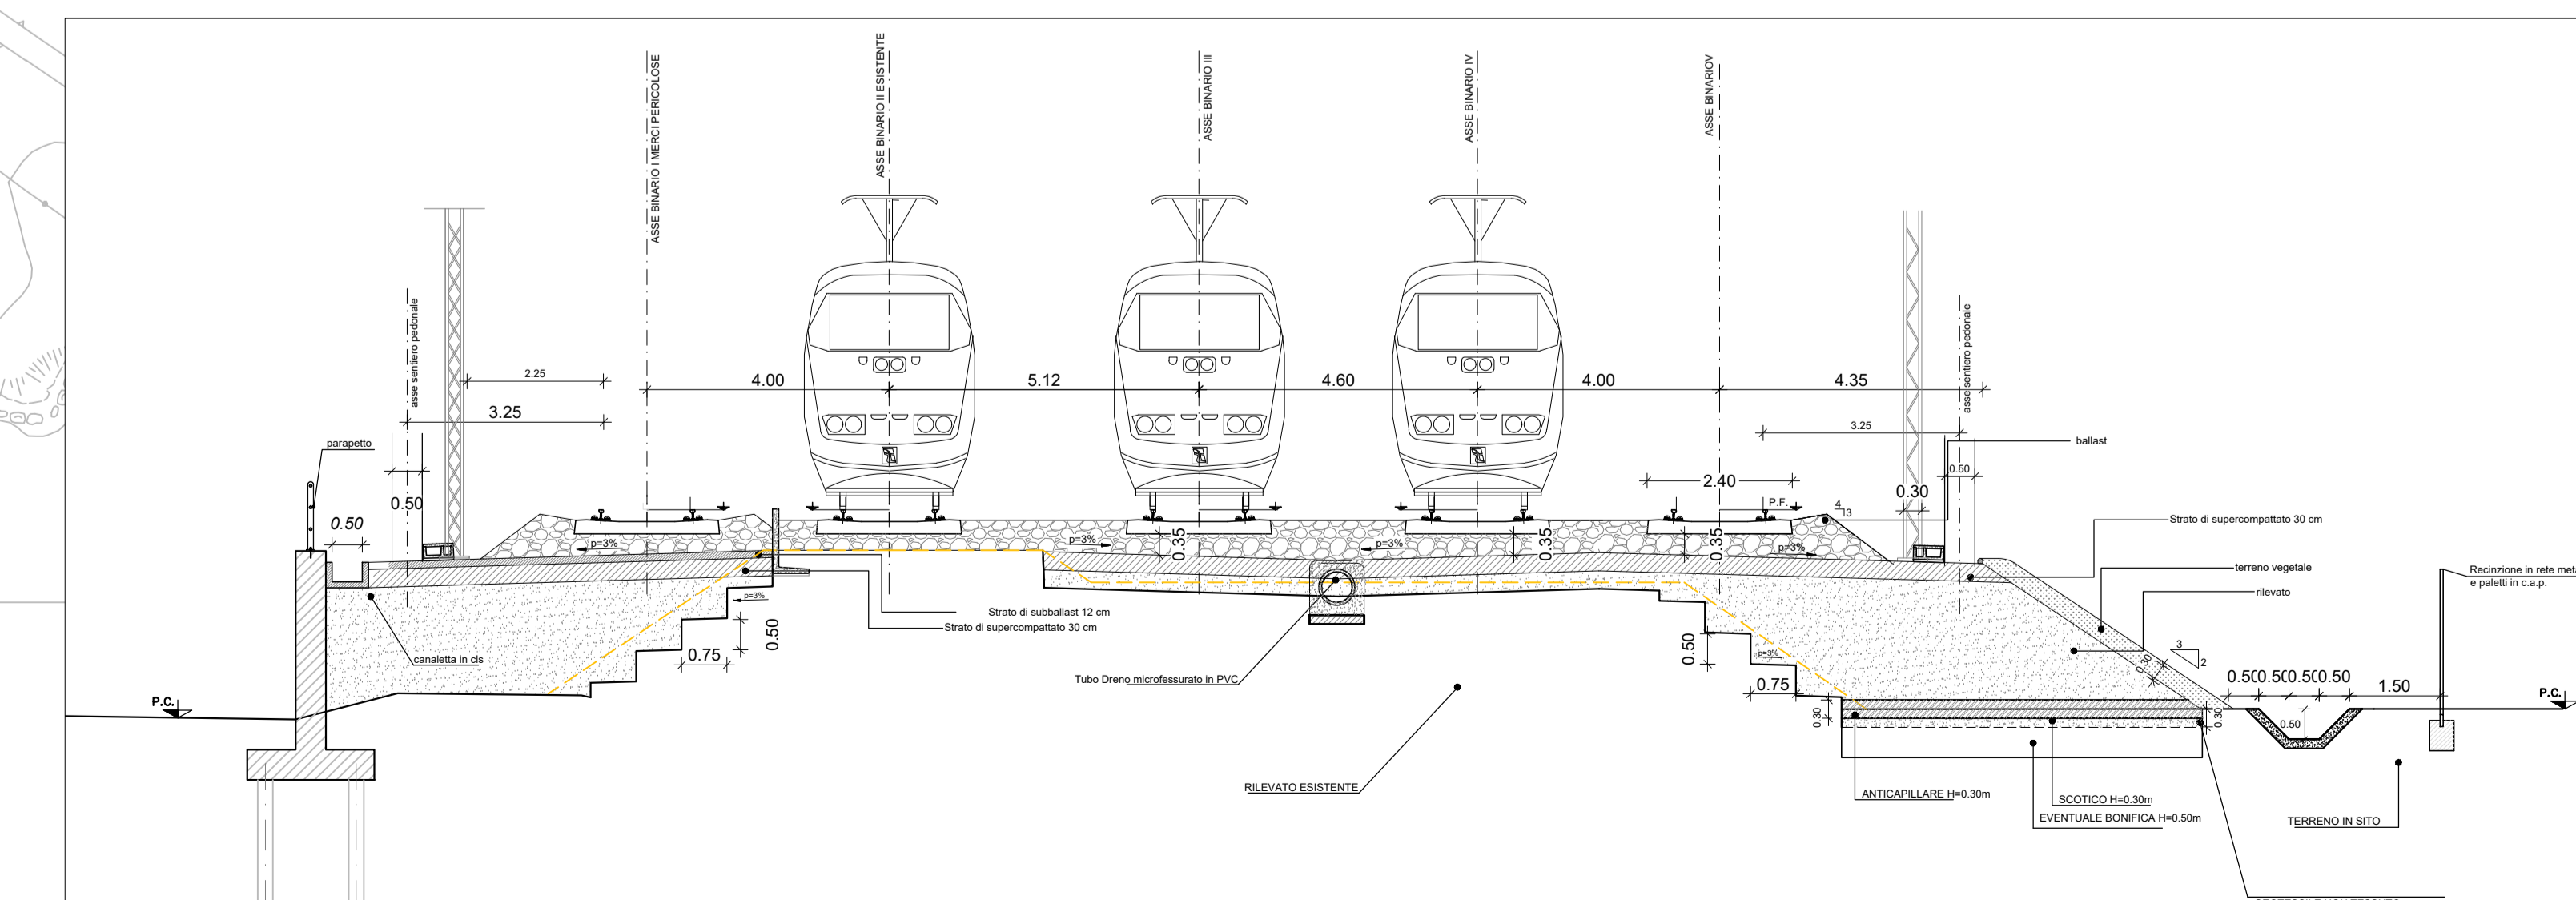 ASSE BINARIO I MERCI PERICOLOSE
ASSE BINARIO II ESISTENTE
ASSE BINARIO III
ASSE BINARIO IV
ASSE BINARIOV
asse sentiero pedonale
asse sentiero pedonale
2.25
3.25
4.00
5.12
4.60
4.00
4.35
3.25
parapetto
ballast
0.50
0.50
2.40
0.30
0.50
P.F.
4
3
Strato di supercompattato 30 cm
p=3%
p=3%
p=3%
p=3%
0.35
0.35
0.35
terreno vegetale
Recinzione in rete
e paletti in c.a.p.
rilevato
p=3%
Strato di subballast 12 cm
Strato di supercompattato 30 cm
0.50
0.75
canaletta in cls
Tubo Dreno microfessurato in PVC
0.50
p=3%
0.75
3
2
0.30
0.50
0.50
0.50
0.50
1.50
P.C.
P.C.
0.30
0.30
0.50
RILEVATO ESISTENTE
ANTICAPILLARE H=0.30m
SCOTICO H=0.30m
EVENTUALE BONIFICA H=0.50m
TERRENO IN SITO